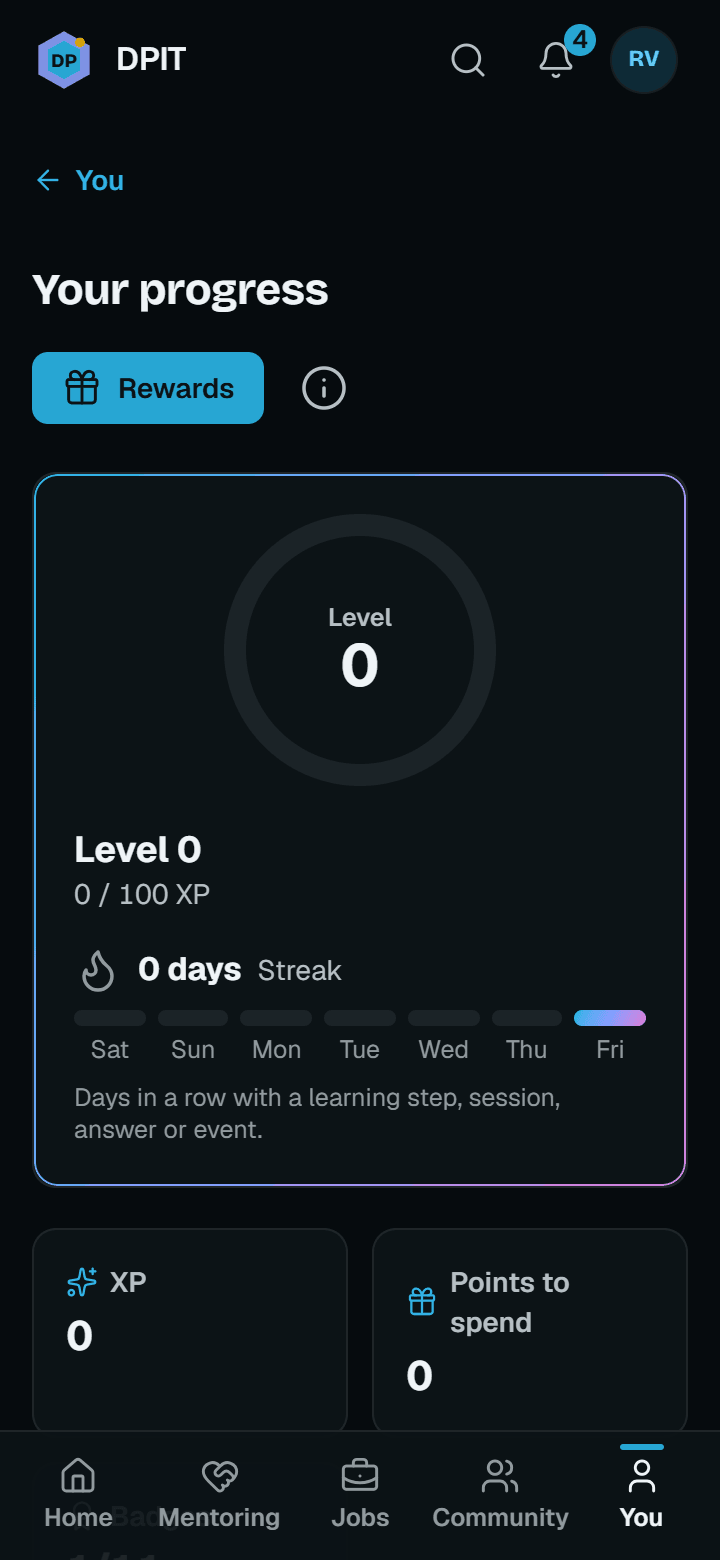 DP
DPIT
4
RV
You
Your progress
Rewards
Level
0
Level 0
0 / 100 XP
0 days Streak
Sat Sun Mon Tue Wed Thu Fri
Days in a row with a learning step, session,
answer or event.
XP
0
Points to
spend
0
Home Mentoring Jobs Community You